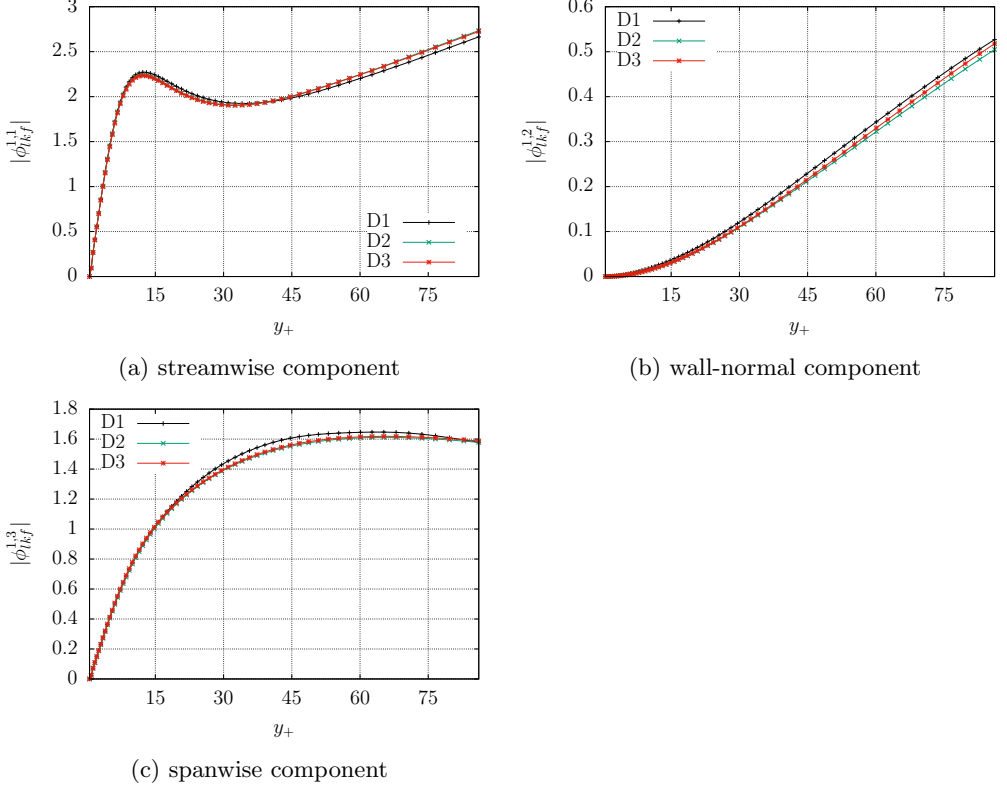 |ϕ^{1,1}_{lkf}|
3
2.5
2
1.5
1
0.5
0
D1
D2
D3
15 30 45 60 75
y+
(a) streamwise component
|ϕ^{1,2}_{lkf}|
0.6
0.5
0.4
0.3
0.2
0.1
0
D1
D2
D3
15 30 45 60 75
y+
(b) wall-normal component
|ϕ^{1,3}_{lkf}|
1.8
1.6
1.4
1.2
1
0.8
0.6
0.4
0.2
0
D1
D2
D3
15 30 45 60 75
y+
(c) spanwise component